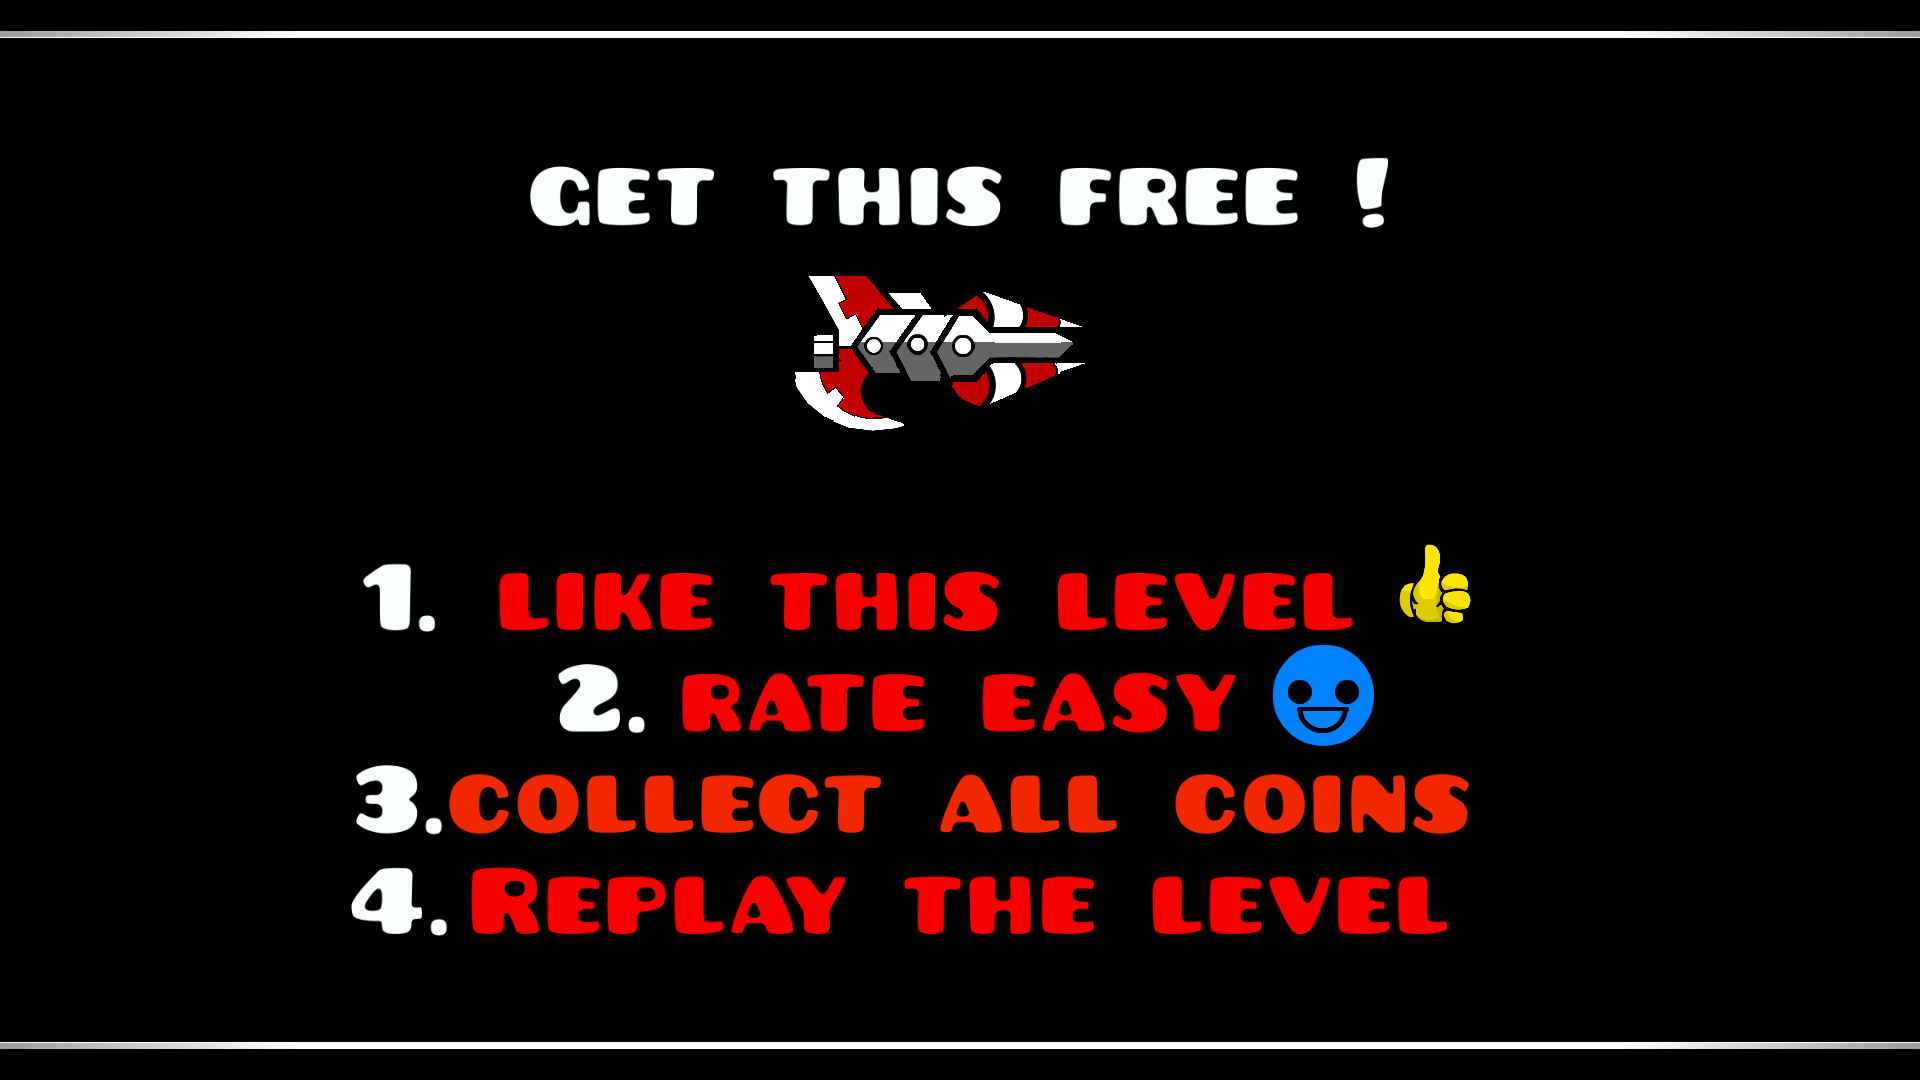 GET THIS FREE !
1. LIKE THIS LEVEL
2. RATE EASY
3.COLLECT ALL COINS
4. REPLAY THE LEVEL